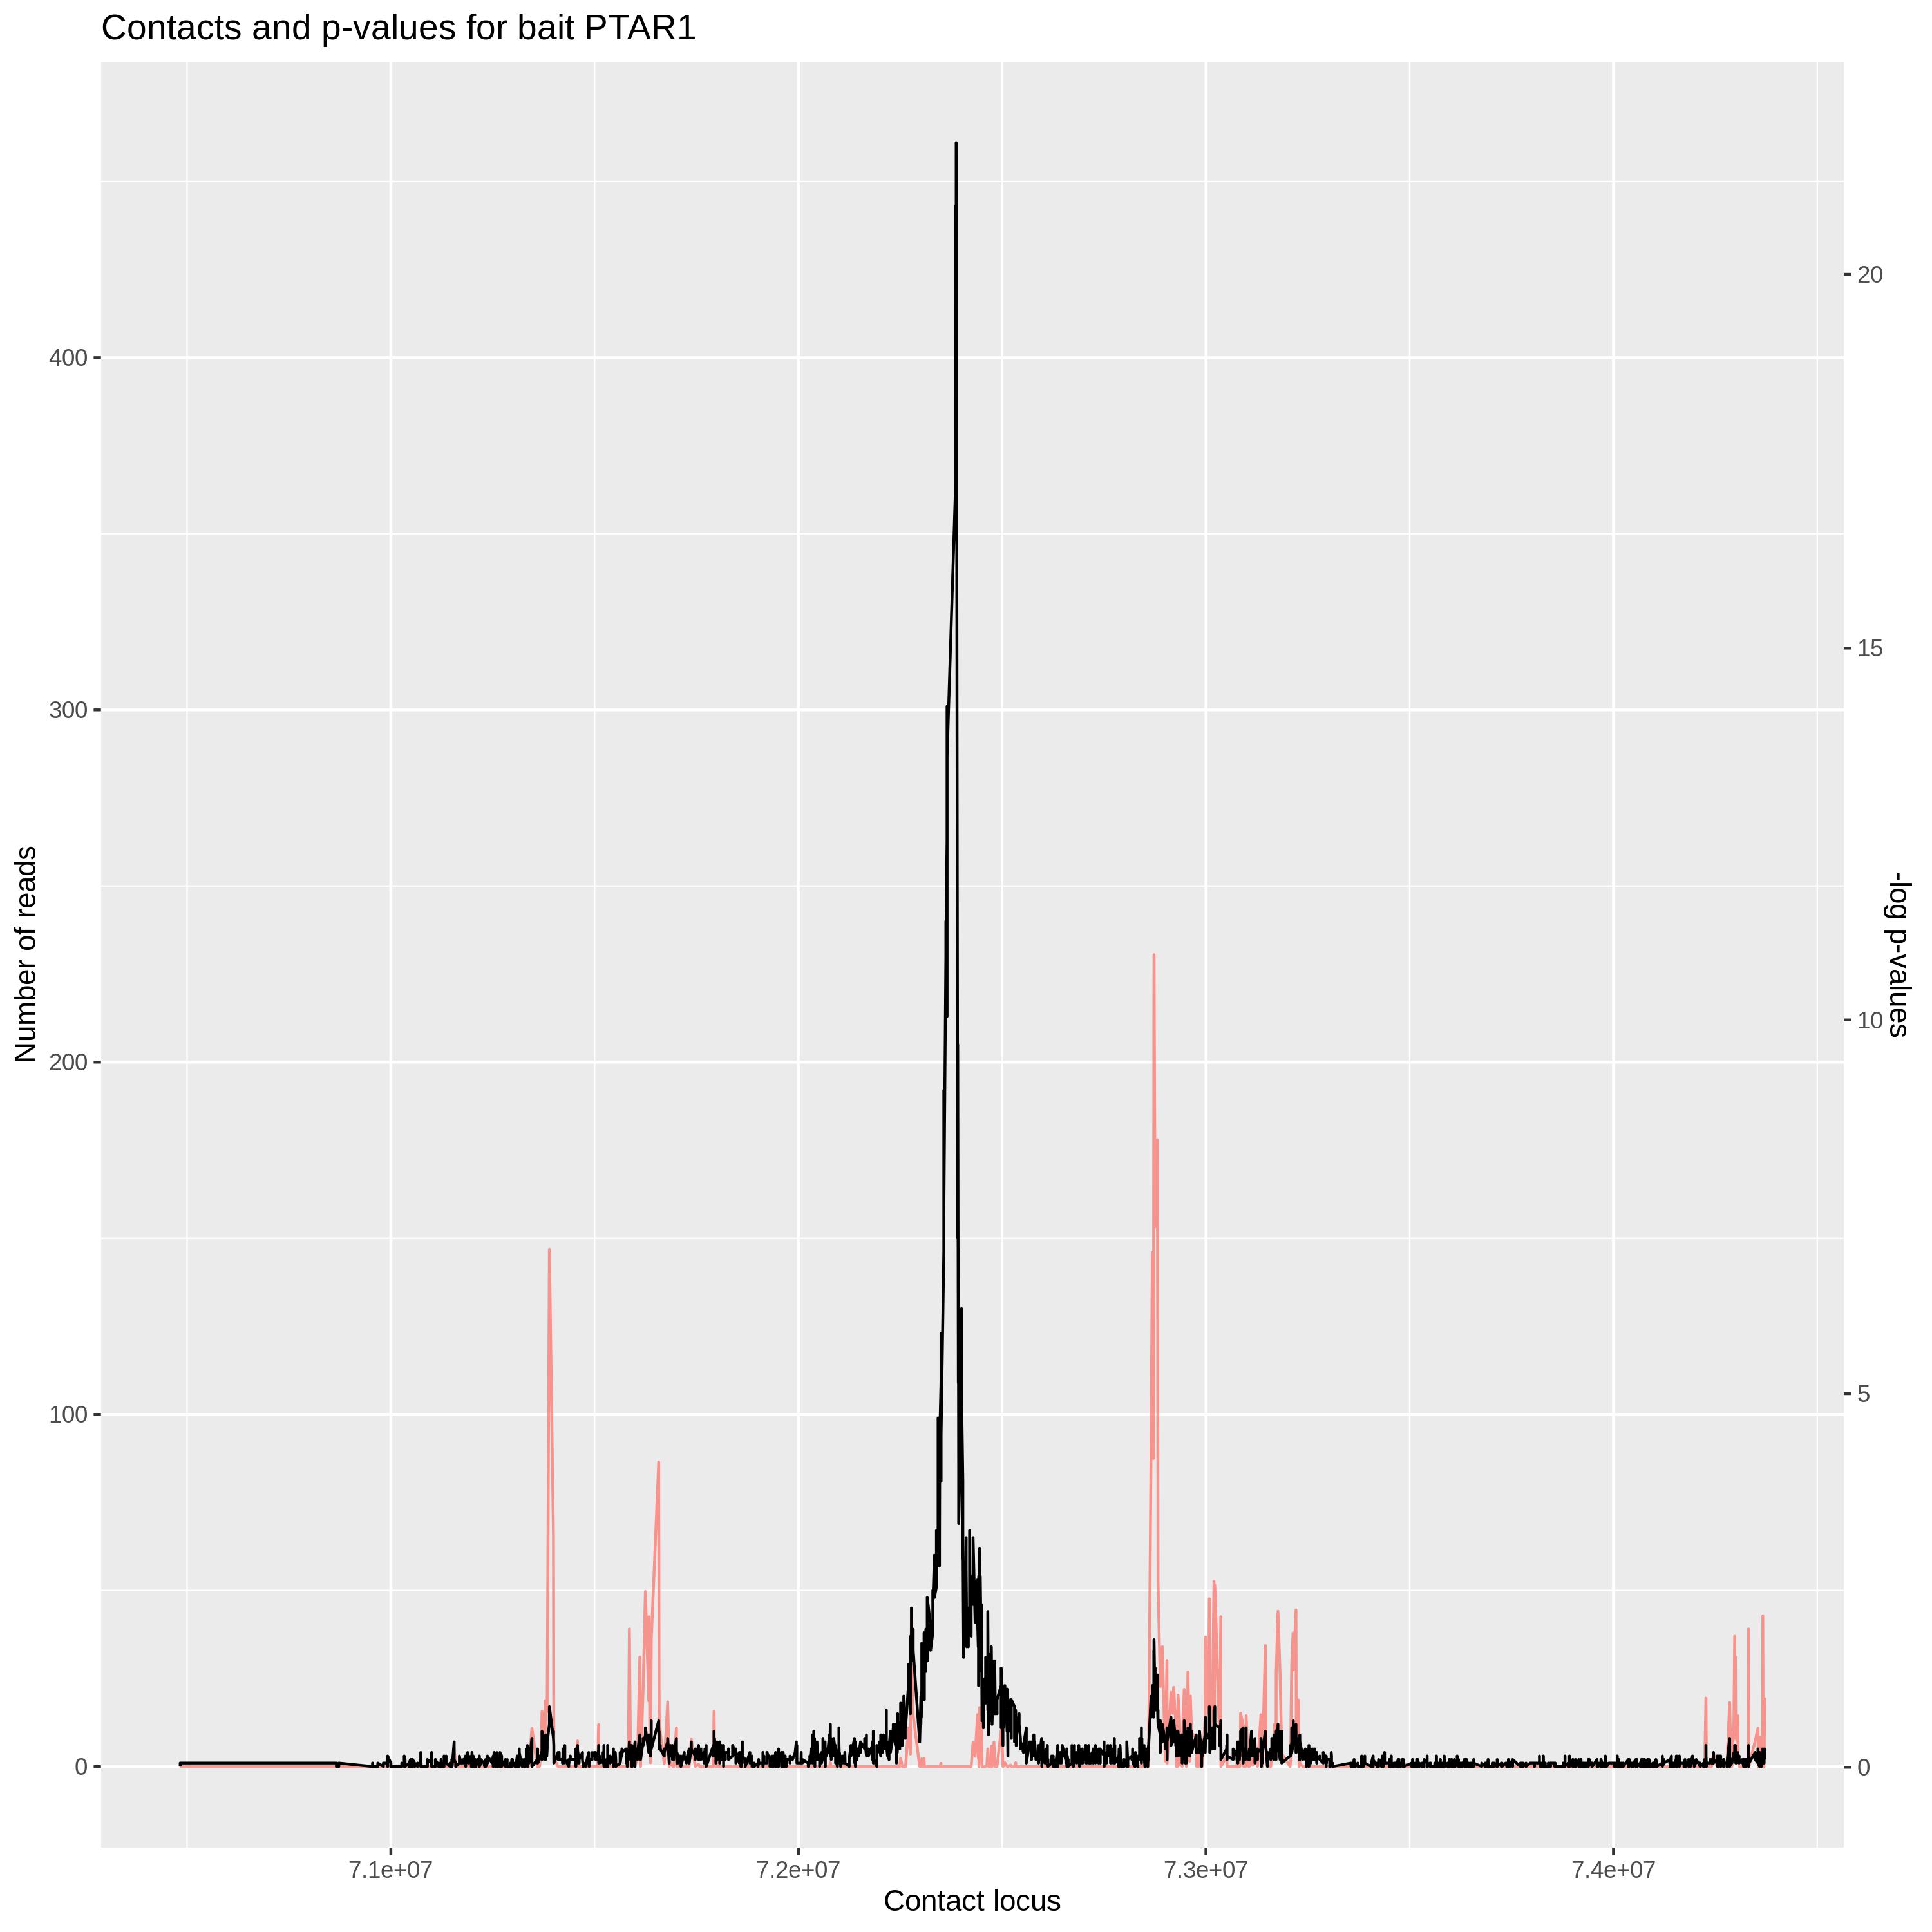 Contacts and p-values for bait PTAR1
Number of reads
400
300
200
100
0
20
15
10
5
0
-log p-values
7.1e+07
7.2e+07
7.3e+07
7.4e+07
Contact locus